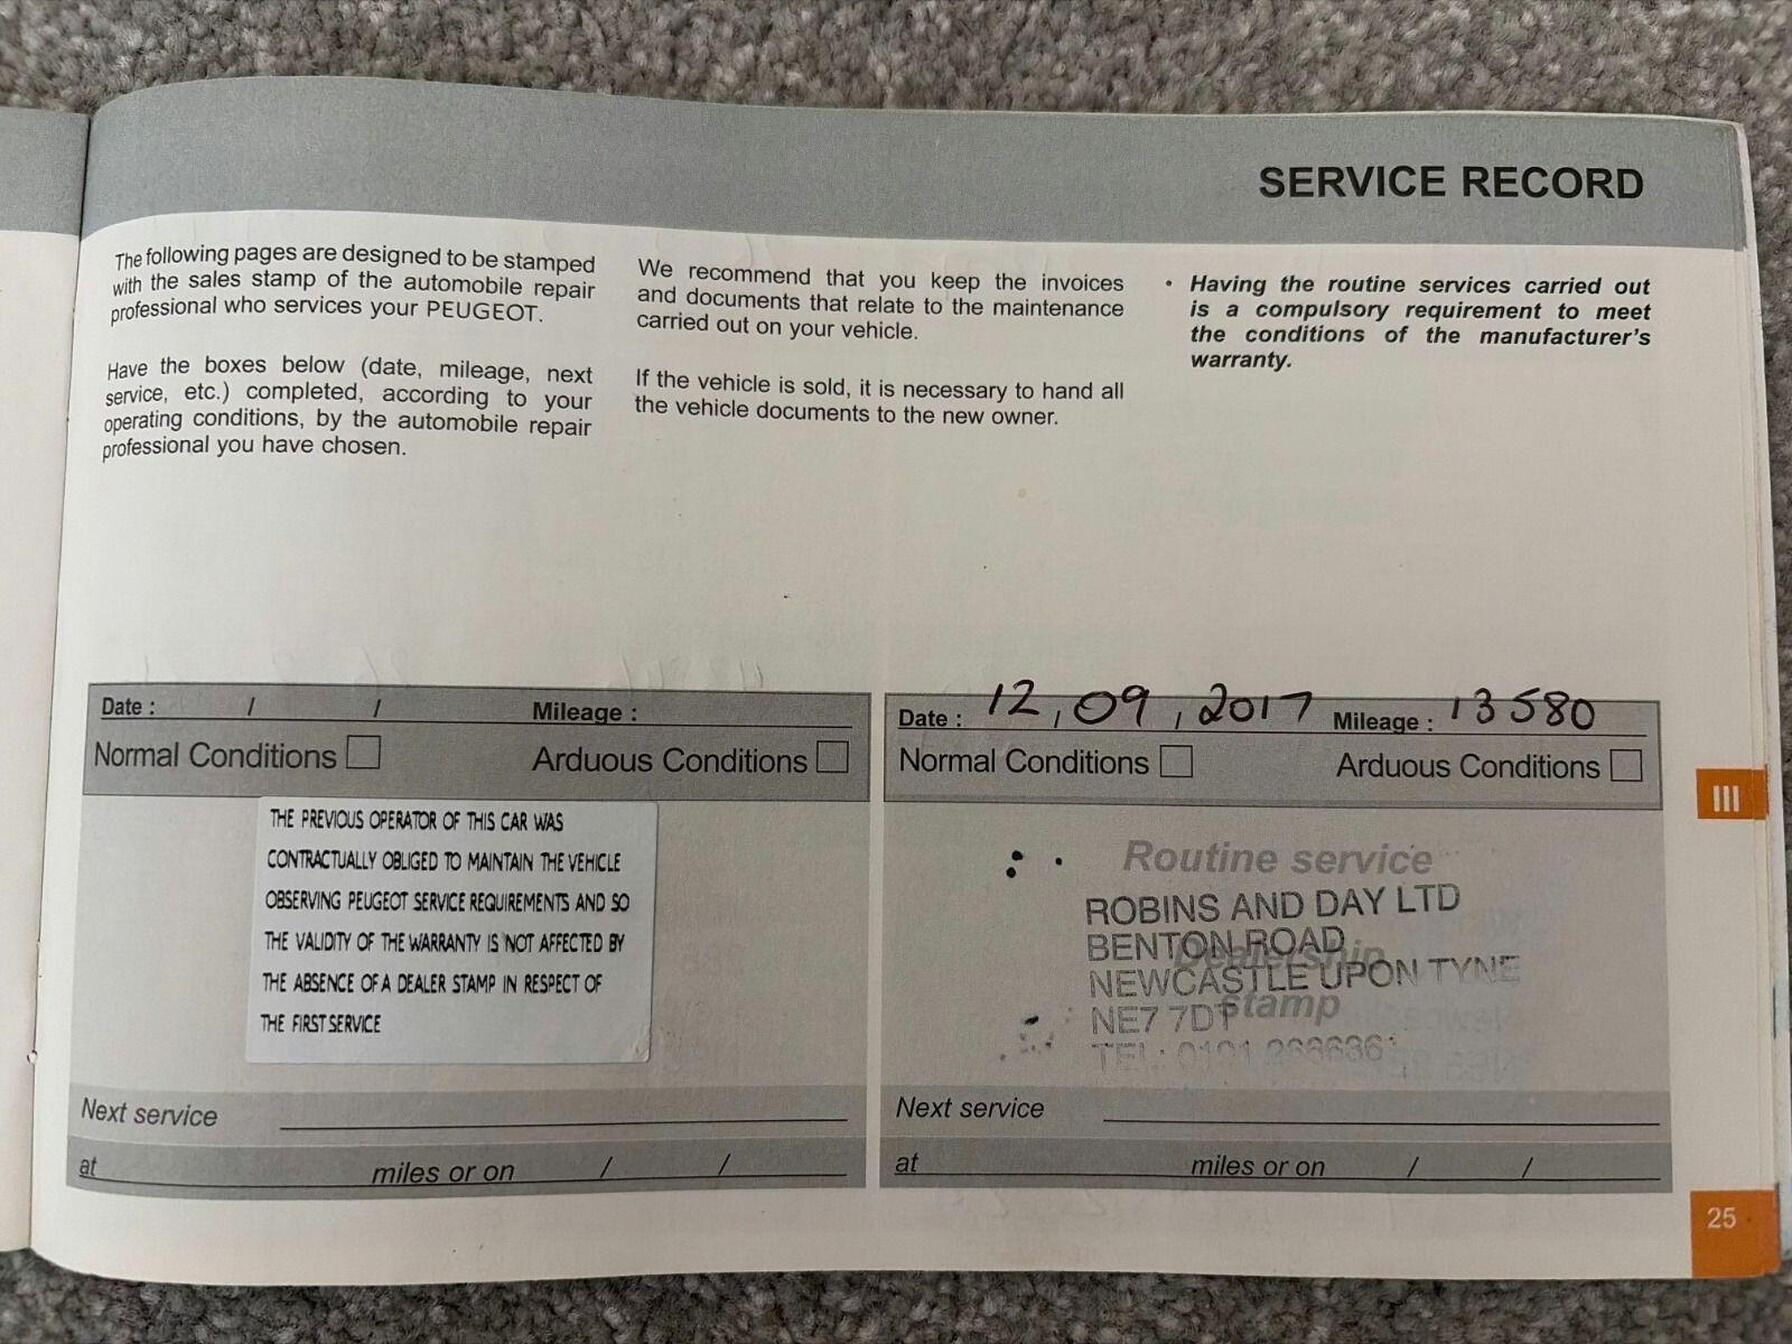 SERVICE RECORD
The following pages are designed to be stamped
with the sales stamp of the automobile repair
professional who services your PEUGEOT.
Have the boxes below (date, mileage, next
service, etc.) completed, according to your
operating conditions, by the automobile repair
professional you have chosen.
We recommend that you keep the invoices
and documents that relate to the maintenance
carried out on your vehicle.
If the vehicle is sold, it is necessary to hand all
the vehicle documents to the new owner.
• Having the routine services carried out
is a compulsory requirement to meet
the conditions of the manufacturer's
warranty.
Date : / / Mileage :
Normal Conditions Arduous Conditions
THE PREVIOUS OPERATOR OF THIS CAR WAS
CONTRACTUALLY OBLIGED TO MAINTAIN THE VEHICLE
OBSERVING PEUGEOT SERVICE REQUIREMENTS AND SO
THE VALIDITY OF THE WARRANTY IS NOT AFFECTED BY
THE ABSENCE OF A DEALER STAMP IN RESPECT OF
THE FIRST SERVICE
Next service
at miles or on / /
Date : 12 / 09 / 2017 Mileage : 13580
Normal Conditions Arduous Conditions
Routine service
Dealership
stamp
ROBINS AND DAY LTD
BENTON ROAD
NEWCASTLE UPON TYNE
NE7 7DT
TEL: 0191
Next service
at miles or on / /
III
25